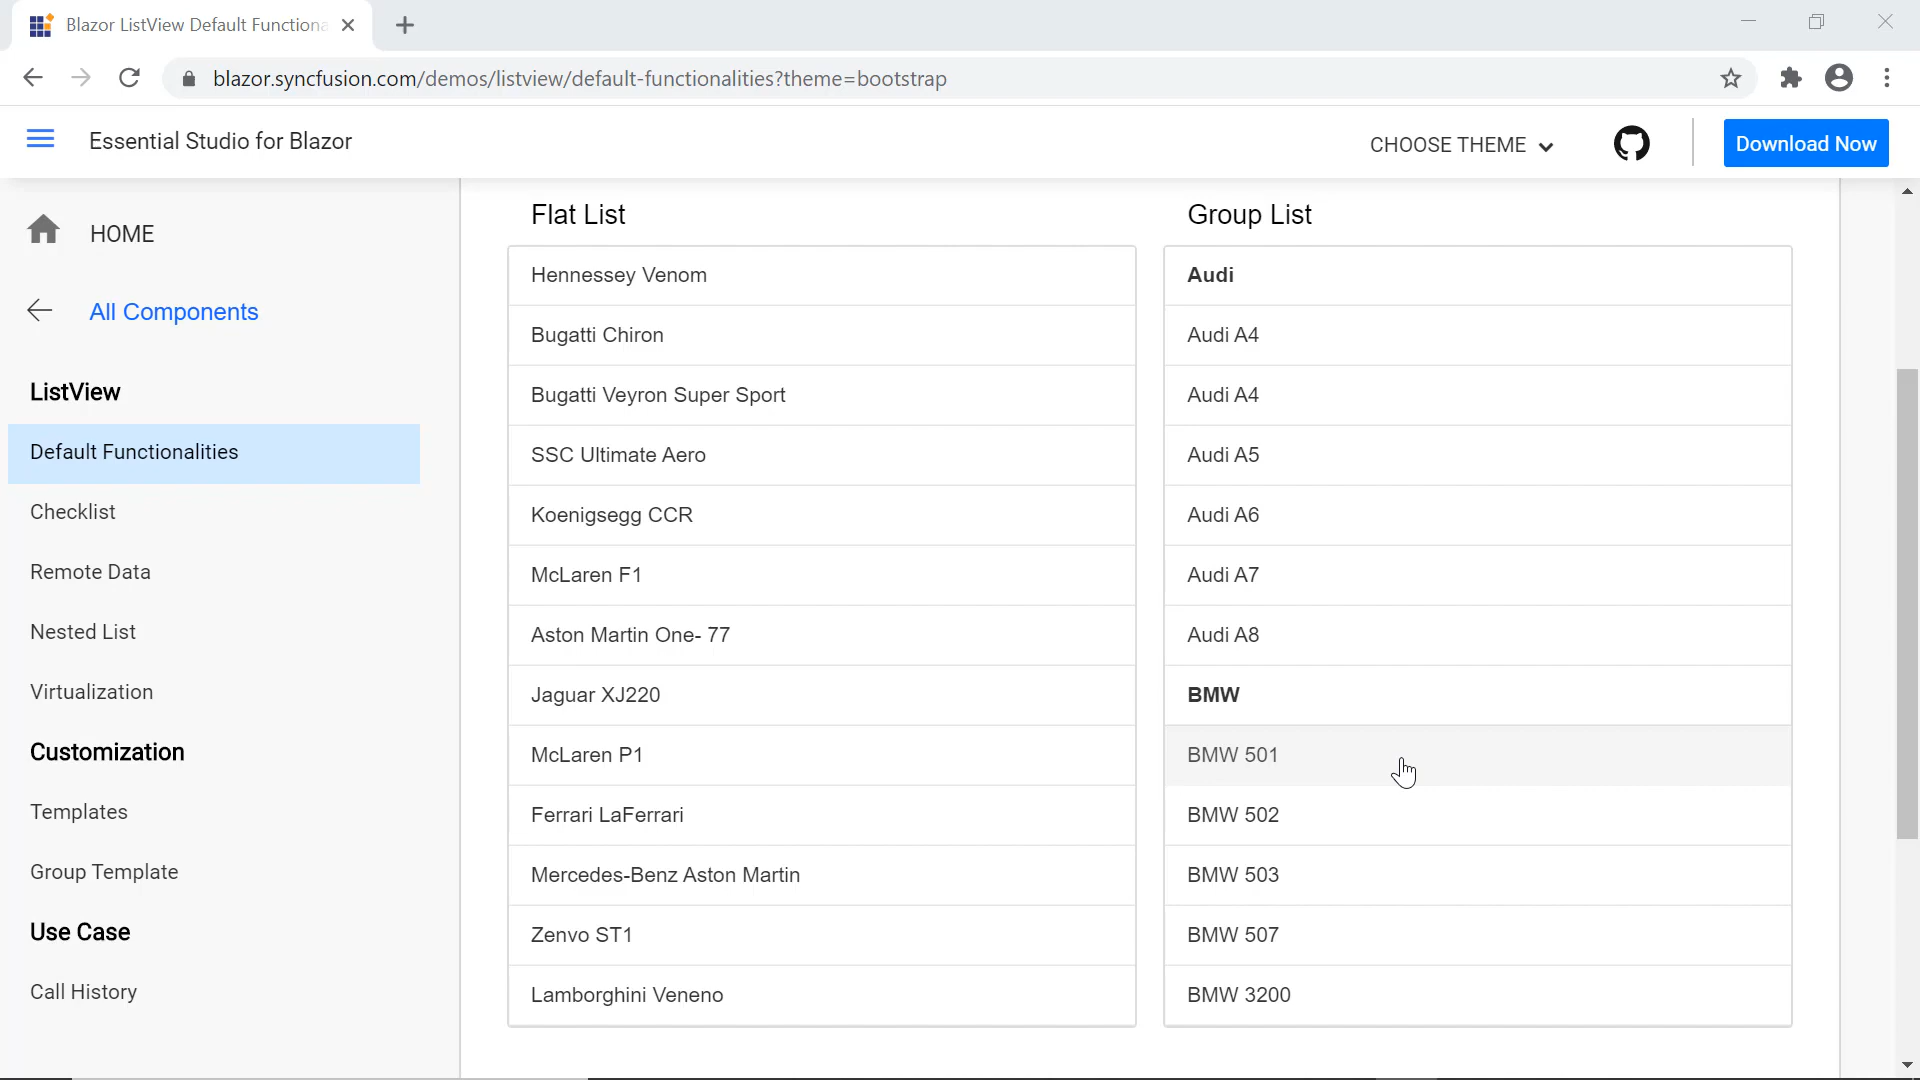 Blazor ListView Default Functiona
blazor.syncfusion.com/demos/listview/default-functionalities?theme=bootstrap
Essential Studio for Blazor
CHOOSE THEME
Download Now
HOME
All Components
ListView
Default Functionalities
Checklist
Remote Data
Nested List
Virtualization
Customization
Templates
Group Template
Use Case
Call History
Flat List
Hennessey Venom
Bugatti Chiron
Bugatti Veyron Super Sport
SSC Ultimate Aero
Koenigsegg CCR
McLaren F1
Aston Martin One- 77
Jaguar XJ220
McLaren P1
Ferrari LaFerrari
Mercedes-Benz Aston Martin
Zenvo ST1
Lamborghini Veneno
Group List
Audi
Audi A4
Audi A4
Audi A5
Audi A6
Audi A7
Audi A8
BMW
BMW 501
BMW 502
BMW 503
BMW 507
BMW 3200